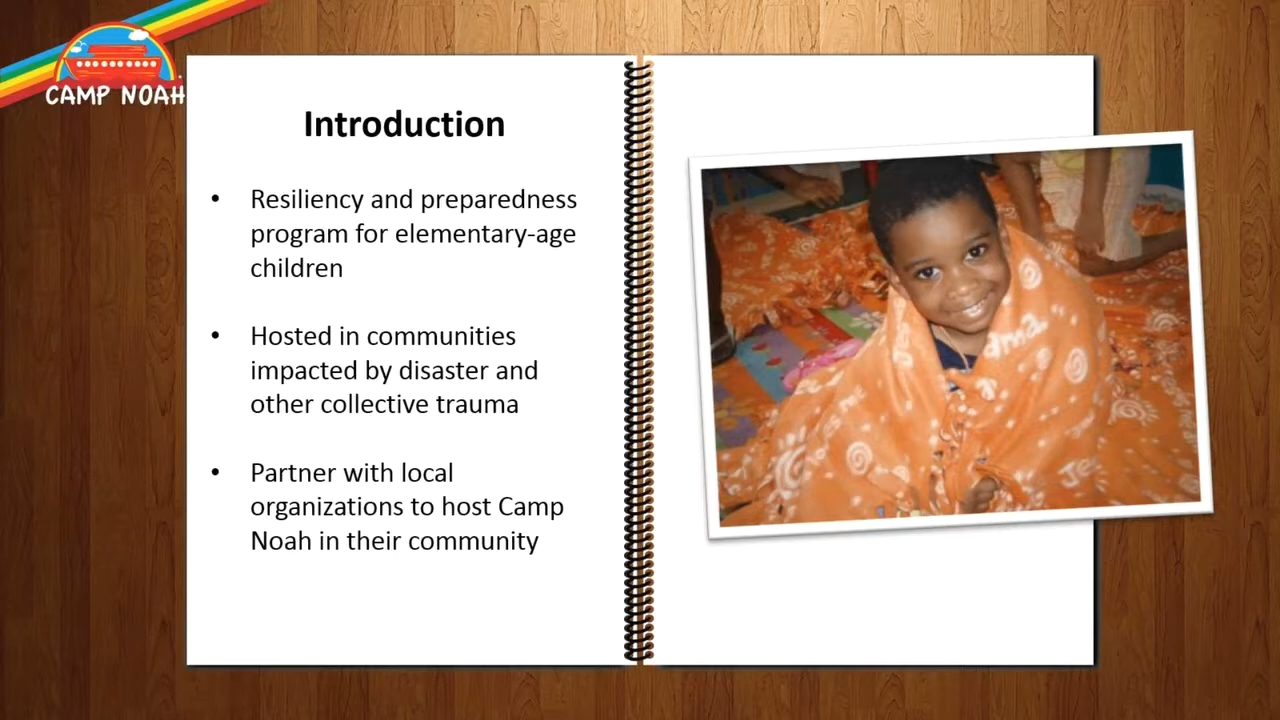 CAMP NOAH
Introduction
• Resiliency and preparedness
program for elementary-age
children
• Hosted in communities
impacted by disaster and
other collective trauma
• Partner with local
organizations to host Camp
Noah in their community